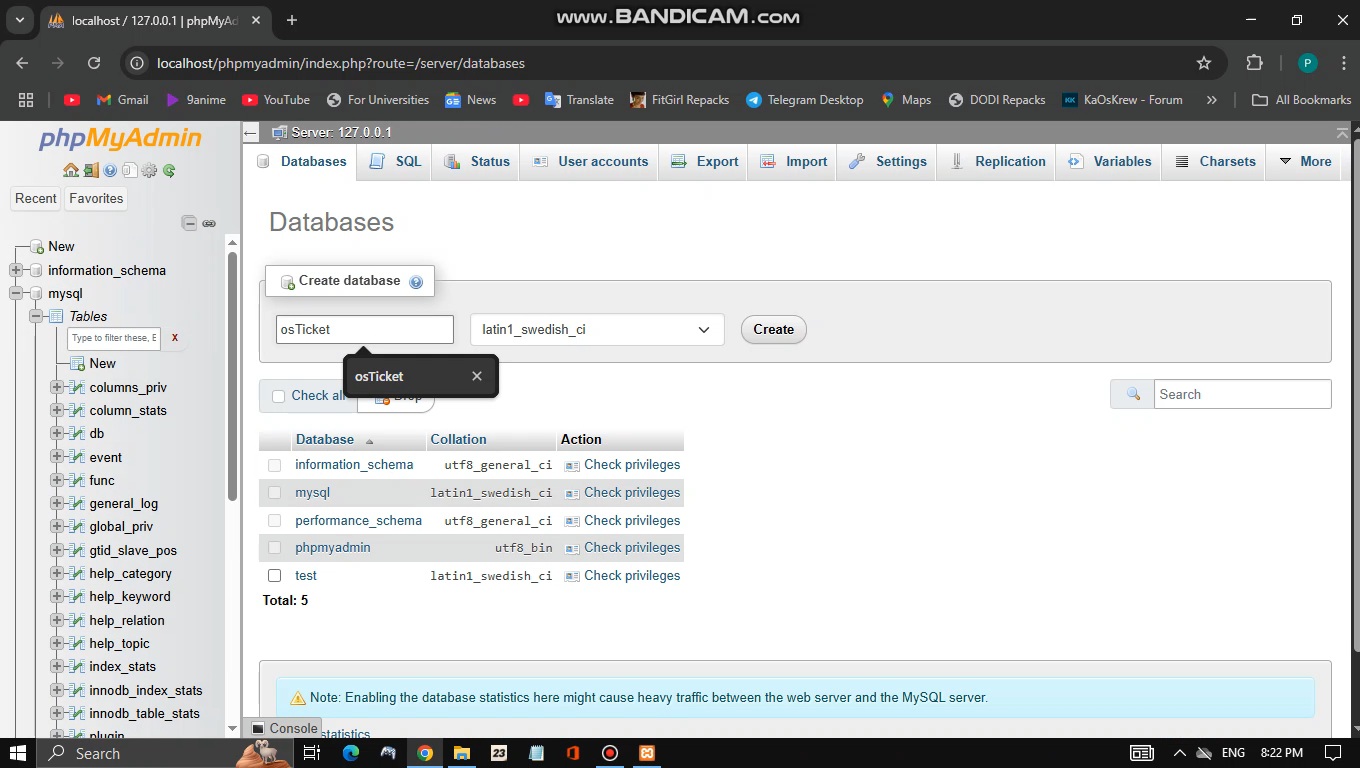 localhost / 127.0.0.1 | phpMyAd
www.BANDICAM.com
localhost/phpmyadmin/index.php?route=/server/databases
P
Gmail
9anime
YouTube
For Universities
News
Translate
FitGirl Repacks
Telegram Desktop
Maps
DODI Repacks
KK
KaOsKrew - Forum
All Bookmarks
phpMyAdmin
Recent
Favorites
New
information_schema
mysql
Tables
Type to filter these, E
X
New
columns_priv
column_stats
db
event
func
general_log
global_priv
gtid_slave_pos
help_category
help_keyword
help_relation
help_topic
index_stats
innodb_index_stats
innodb_table_stats
plugin
Server: 127.0.0.1
Databases
SQL
Status
User accounts
Export
Import
Settings
Replication
Variables
Charsets
More
Databases
Create database
osTicket
latin1_swedish_ci
Create
osTicket
Check all
Drop
Search
Database Collation Action
information_schema utf8_general_ci Check privileges
mysql latin1_swedish_ci Check privileges
performance_schema utf8_general_ci Check privileges
phpmyadmin utf8_bin Check privileges
test latin1_swedish_ci Check privileges
Total: 5
Note: Enabling the database statistics here might cause heavy traffic between the web server and the MySQL server.
Console
statistics
Search
23
ENG
8:22 PM